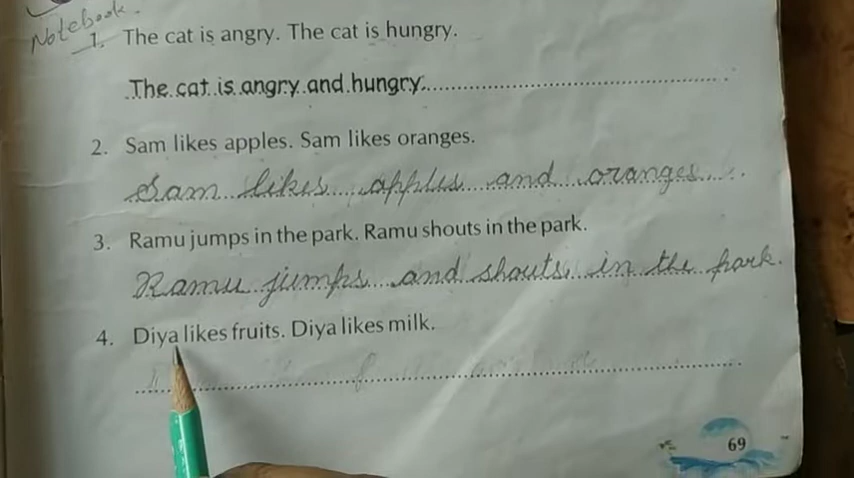 Notebook.
1. The cat is angry. The cat is hungry.
The cat is angry and hungry.
2. Sam likes apples. Sam likes oranges.
Sam likes apples and oranges.
3. Ramu jumps in the park. Ramu shouts in the park.
Ramu jumps and shouts in the park.
4. Diya likes fruits. Diya likes milk.
69